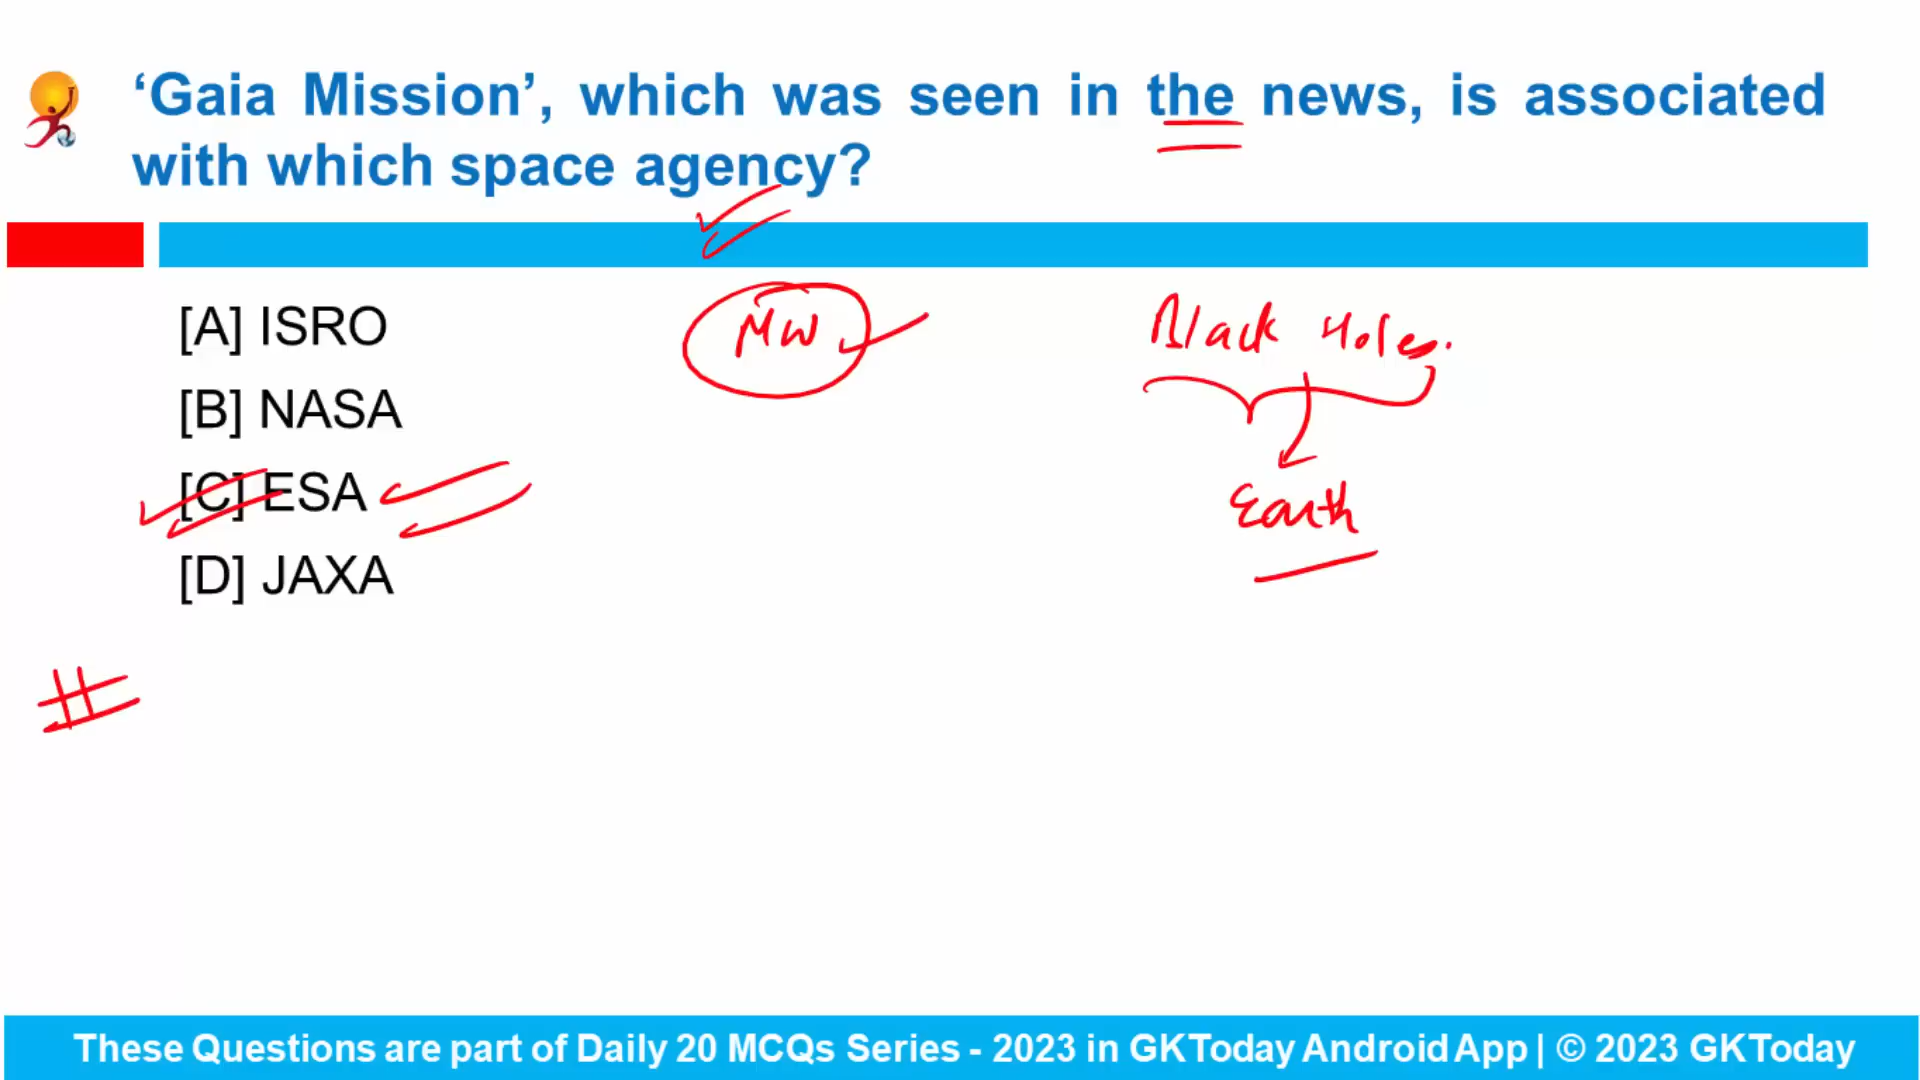 ‘Gaia Mission’, which was seen in the news, is associated
with which space agency?
[A] ISRO
MW
Black Holes.
[B] NASA
[C] ESA
Earth
[D] JAXA
#
These Questions are part of Daily 20 MCQs Series - 2023 in GKToday Android App | © 2023 GKToday